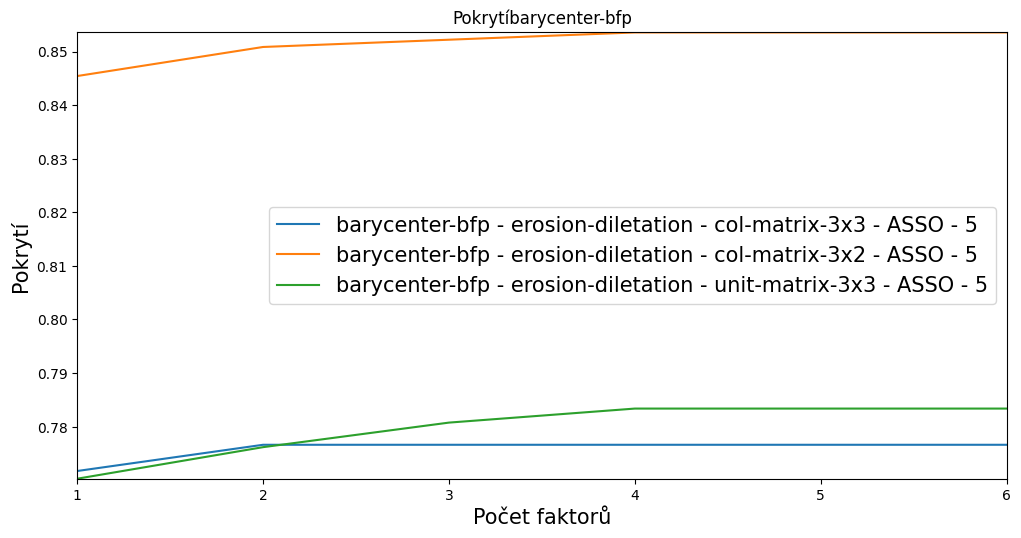 Pokrytíbarycenter-bfp
Pokrytí
0.85
0.84
0.83
0.82
0.81
0.80
0.79
0.78
barycenter-bfp - erosion-diletation - col-matrix-3x3 - ASSO - 5
barycenter-bfp - erosion-diletation - col-matrix-3x2 - ASSO - 5
barycenter-bfp - erosion-diletation - unit-matrix-3x3 - ASSO - 5
1 2 3 4 5 6
Počet faktorů